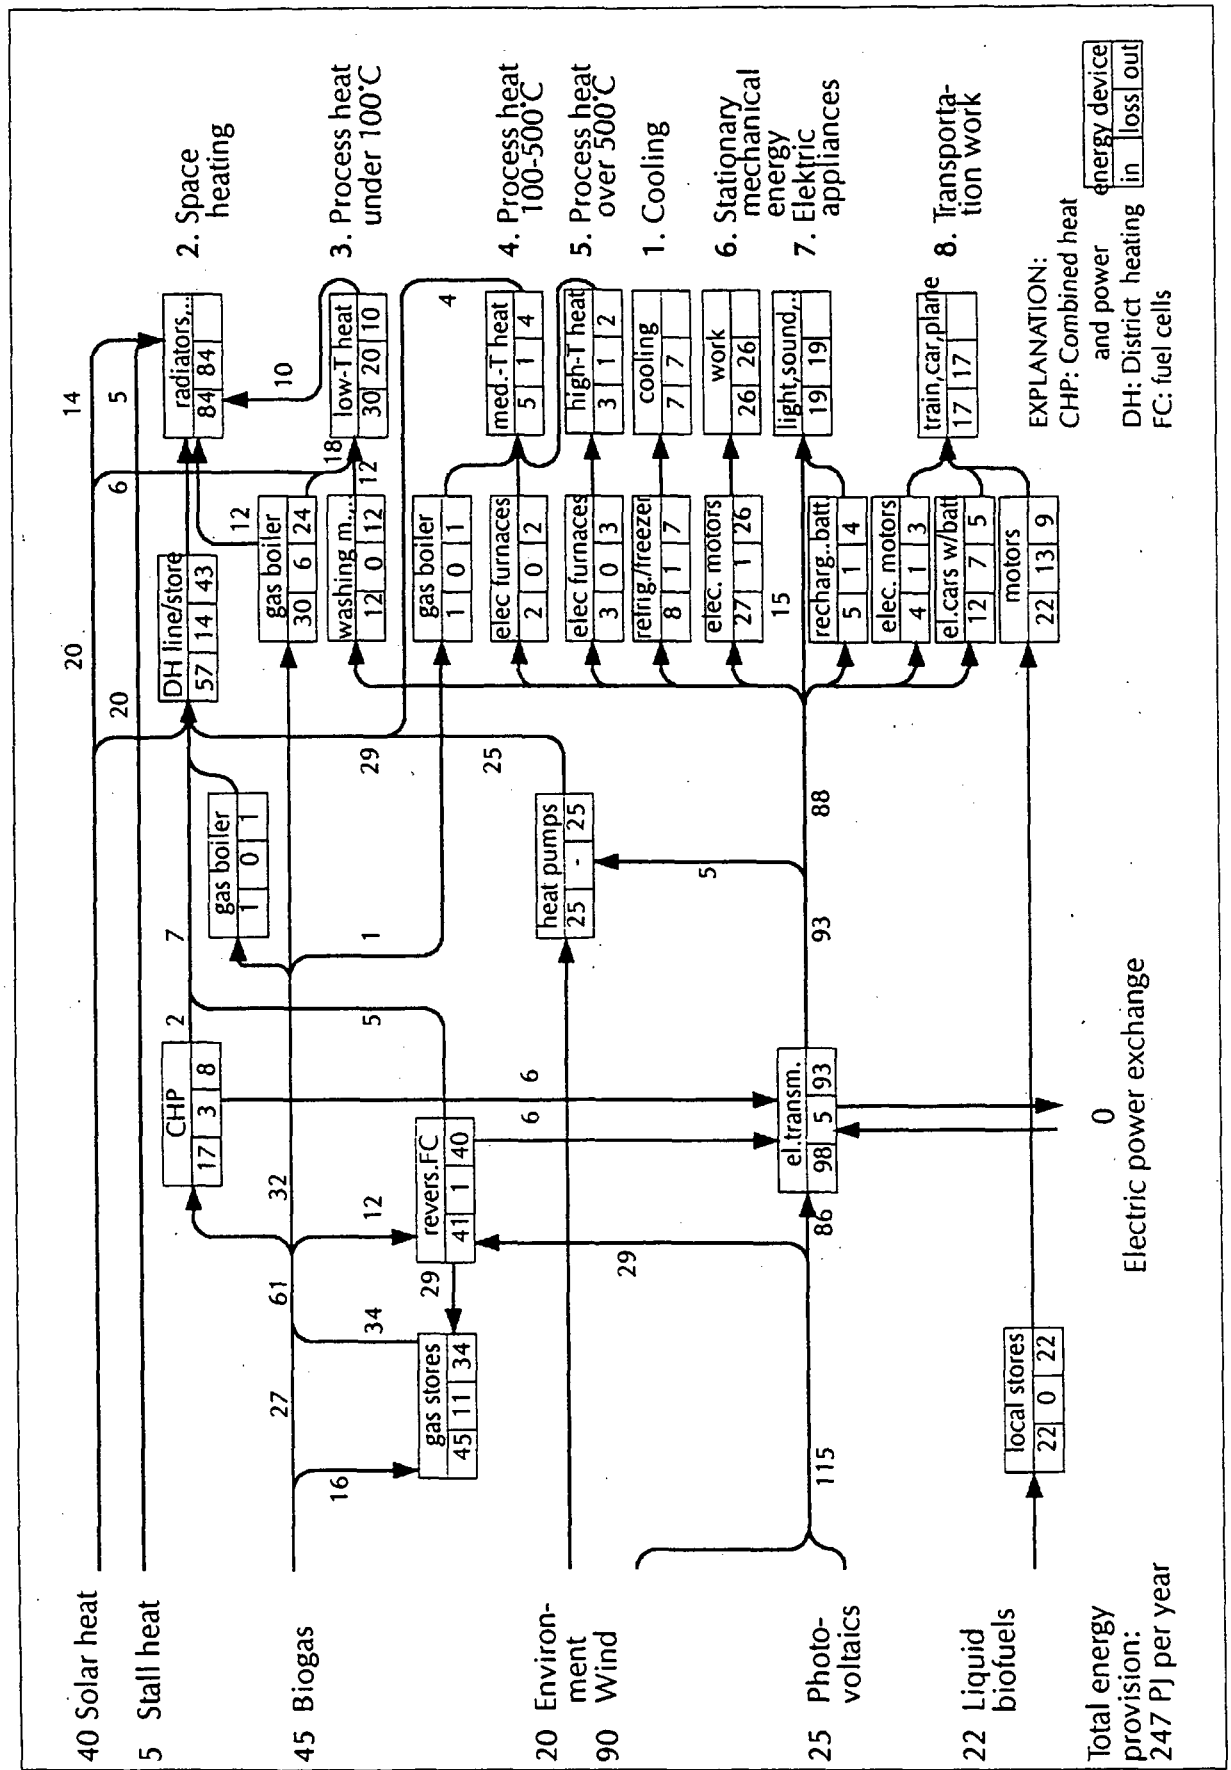 40 Solar heat
5 Stall heat
45 Biogas
20 Environ-
ment
90 Wind
25 Photo-
voltaics
22 Liquid
biofuels
Total energy
provision:
247 PJ per year
20
14
20
5
6
16
27
34
61
32
gas stores
45 11 34
29
12
revers.FC
41 1 40
CHP
17 3 8
2
7
5
6
6
gas boiler
1 0 1
1
115
29
86
el.transm.
98 5 93
93
5
88
heat pumps
25 - 25
25
29
local stores
22 0 22
0
Electric power exchange
DH line/store
57 14 43
gas boiler
30 6 24
12
washing m,..
12 0 12
18
12
gas boiler
1 0 1
elec furnaces
2 0 2
elec furnaces
3 0 3
refrig./freezer
8 1 7
elec. motors
27 1 26
15
recharg..batt
5 1 4
elec. motors
4 1 3
el.cars w/batt
12 7 5
motors
22 13 9
radiators,..
84 84
10
low-T heat
30 20 10
4
med.-T heat
5 1 4
high-T heat
3 1 2
cooling
7 7
work
26 26
light,sound,..
19 19
train,car,plane
17 17
2. Space
heating
3. Process heat
under 100°C
4. Process heat
100-500°C
5. Process heat
over 500°C
1. Cooling
6. Stationary
mechanical
energy
7. Elektric
appliances
8. Transporta-
tion work
EXPLANATION:
CHP: Combined heat
and power
DH: District heating
FC: fuel cells
energy device
in loss out